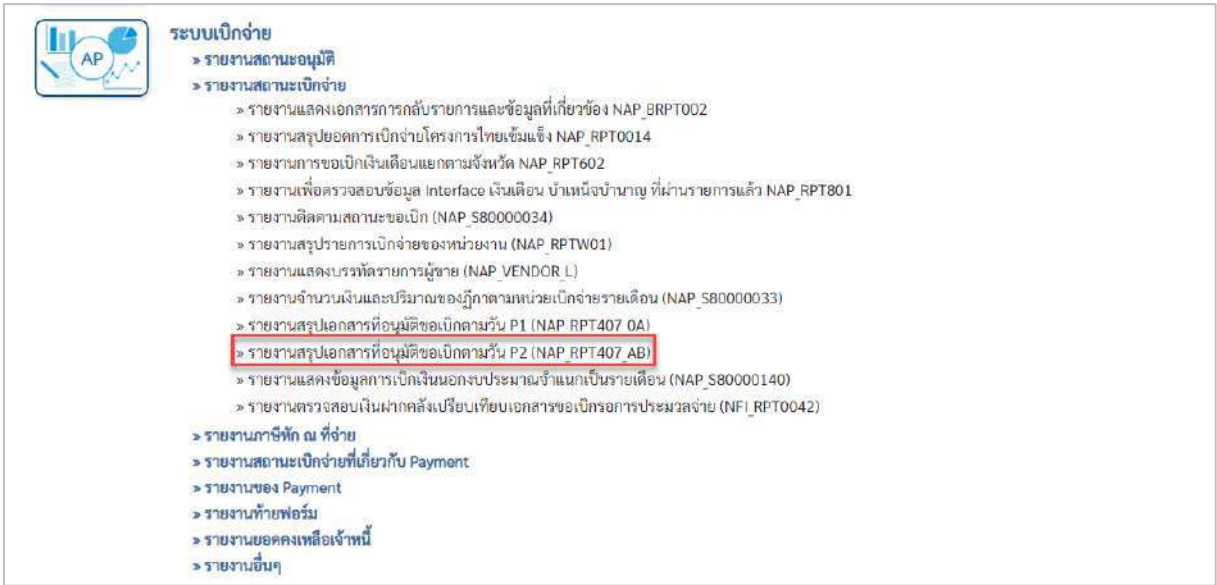 AP
ระบบเบิกจ่าย
» รายงานสถานะอนุมัติ
» รายงานสถานะเบิกจ่าย
» รายงานแสดงเอกสารการกลับรายการและข้อมูลที่เกี่ยวข้อง NAP_BRPT002
» รายงานสรุปยอดการเบิกจ่ายโครงการไทยเข้มแข็ง NAP_RPT0014
» รายงานการขอเบิกเงินเดือนแยกตามจังหวัด NAP_RPT602
» รายงานเพื่อตรวจสอบข้อมูล Interface เงินเดือน บำเหน็จบำนาญ ที่ผ่านรายการแล้ว NAP_RPT801
» รายงานติดตามสถานะขอเบิก (NAP_S80000034)
» รายงานสรุปรายการเบิกจ่ายของหน่วยงาน (NAP_RPTW01)
» รายงานแสดงบรรทัดรายการผู้ขาย (NAP_VENDOR_L)
» รายงานจำนวนเงินและปริมาณของฎีกาตามหน่วยเบิกจ่ายรายเดือน (NAP_S80000033)
» รายงานสรุปเอกสารที่อนุมัติขอเบิกตามวัน P1 (NAP_RPT407_0A)
» รายงานสรุปเอกสารที่อนุมัติขอเบิกตามวัน P2 (NAP_RPT407_AB)
» รายงานแสดงข้อมูลการเบิกเงินนอกงบประมาณจำแนกเป็นรายเดือน (NAP_S80000140)
» รายงานตรวจสอบเงินฝากคลังเปรียบเทียบเอกสารขอเบิกรอการประมวลจ่าย (NFI_RPT0042)
» รายงานภาษีหัก ณ ที่จ่าย
» รายงานสถานะเบิกจ่ายที่เกี่ยวกับ Payment
» รายงานของ Payment
» รายงานท้ายฟอร์ม
» รายงานยอดคงเหลือเจ้าหนี้
» รายงานอื่นๆ